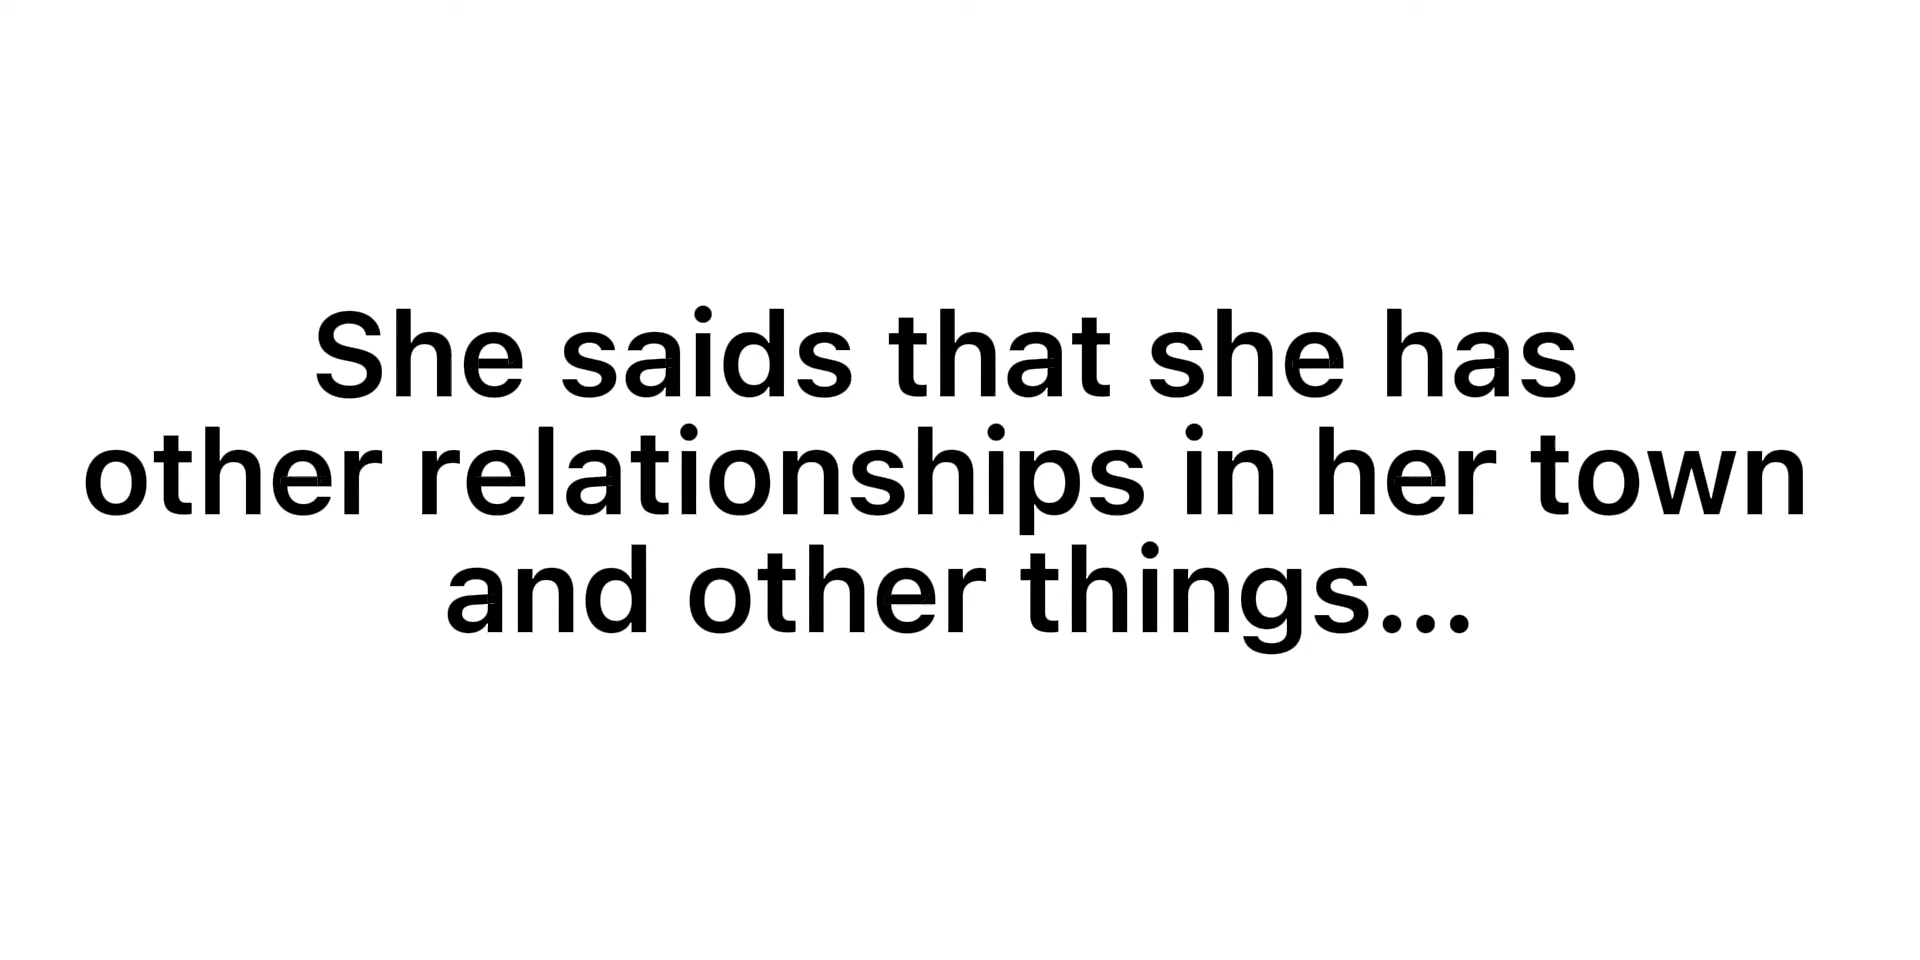 She saids that she has
other relationships in her town
and other things...